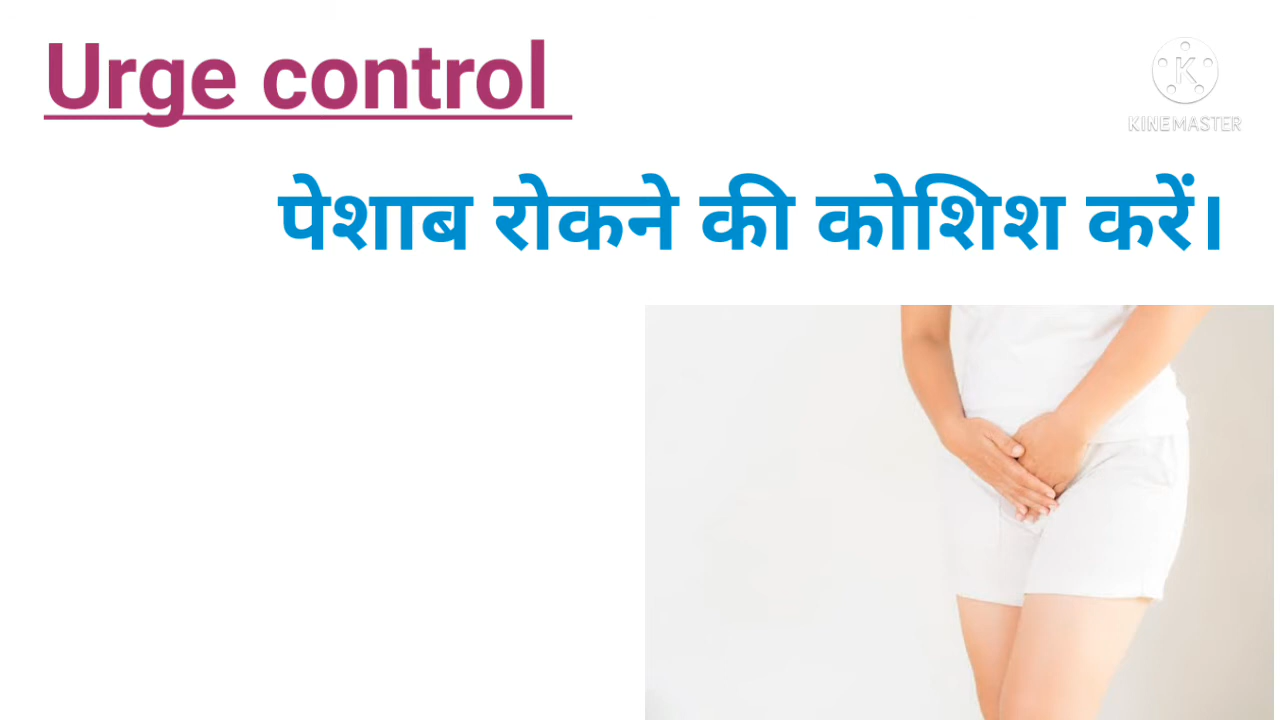 Urge control
KINEMASTER
पेशाब रोकने की कोशिश करें।